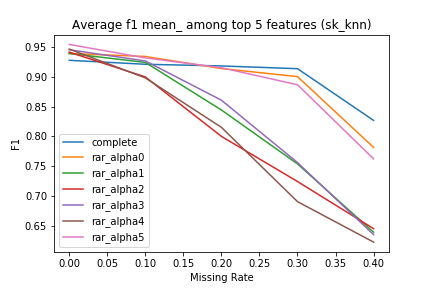 Average f1 mean_ among top 5 features (sk_knn)
F1
0.95
0.90
0.85
0.80
0.75
0.70
0.65
complete
rar_alpha0
rar_alpha1
rar_alpha2
rar_alpha3
rar_alpha4
rar_alpha5
0.00 0.05 0.10 0.15 0.20 0.25 0.30 0.35 0.40
Missing Rate